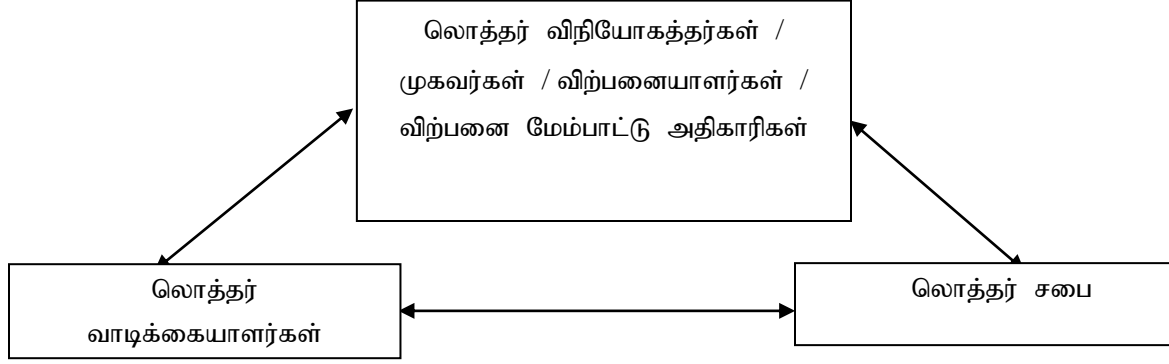 லொத்தர் விநியோகத்தர்கள் /
முகவர்கள் / விற்பனையாளர்கள் /
விற்பனை மேம்பாட்டு அதிகாரிகள்
லொத்தர்
வாடிக்கையாளர்கள்
லொத்தர் சபை